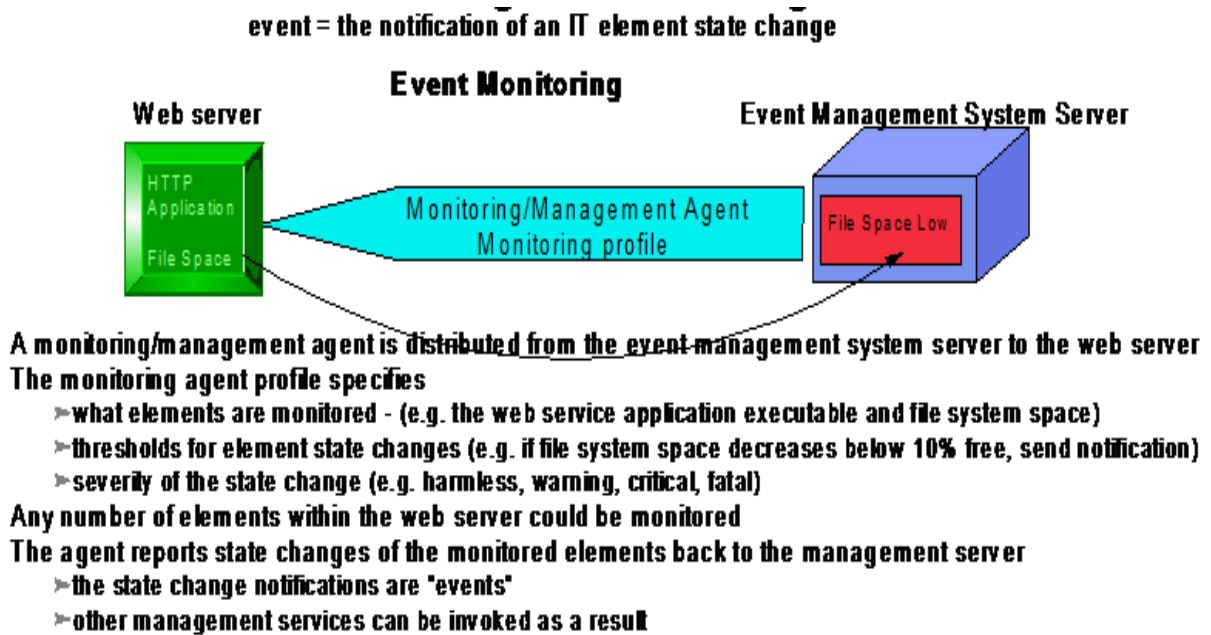 event = the notification of an IT element state change
Event Monitoring
Web server
Event Management System Server
HTTP
Application
File Space
Monitoring/Management Agent
Monitoring profile
File Space Low
A monitoring/management agent is distributed from the event management system server to the web server
The monitoring agent profile specifies
➢what elements are monitored - (e.g. the web service application executable and file system space)
➢thresholds for element state changes (e.g. if file system space decreases below 10% free, send notification)
➢severity of the state change (e.g. harmless, warning, critical, fatal)
Any number of elements within the web server could be monitored
The agent reports state changes of the monitored elements back to the management server
➢the state change notifications are "events"
➢other management services can be invoked as a result